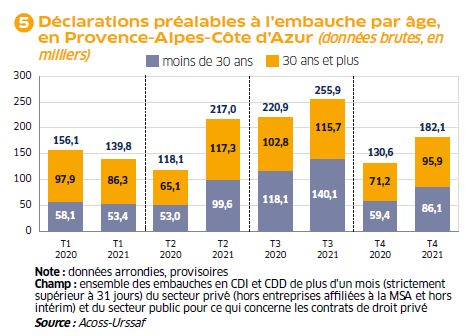 5 Déclarations préalables à l'embauche par âge,
en Provence-Alpes-Côte d'Azur (données brutes, en
milliers)
moins de 30 ans 30 ans et plus
300
250
200
150
100
50
0
156,1 139,8 118,1 217,0 220,9 255,9 130,6 182,1
97,9 86,3 65,1 117,3 102,8 115,7 71,2 95,9
58,1 53,4 53,0 99,6 118,1 140,1 59,4 86,1
T1 T1 T2 T2 T3 T3 T4 T4
2020 2021 2020 2021 2020 2021 2020 2021
Note : données arrondies, provisoires
Champ : ensemble des embauches en CDI et CDD de plus d'un mois (strictement
supérieur à 31 jours) du secteur privé (hors entreprises affiliées à la MSA et hors
intérim) et du secteur public pour ce qui concerne les contrats de droit privé
Source : Acoss-Urssaf